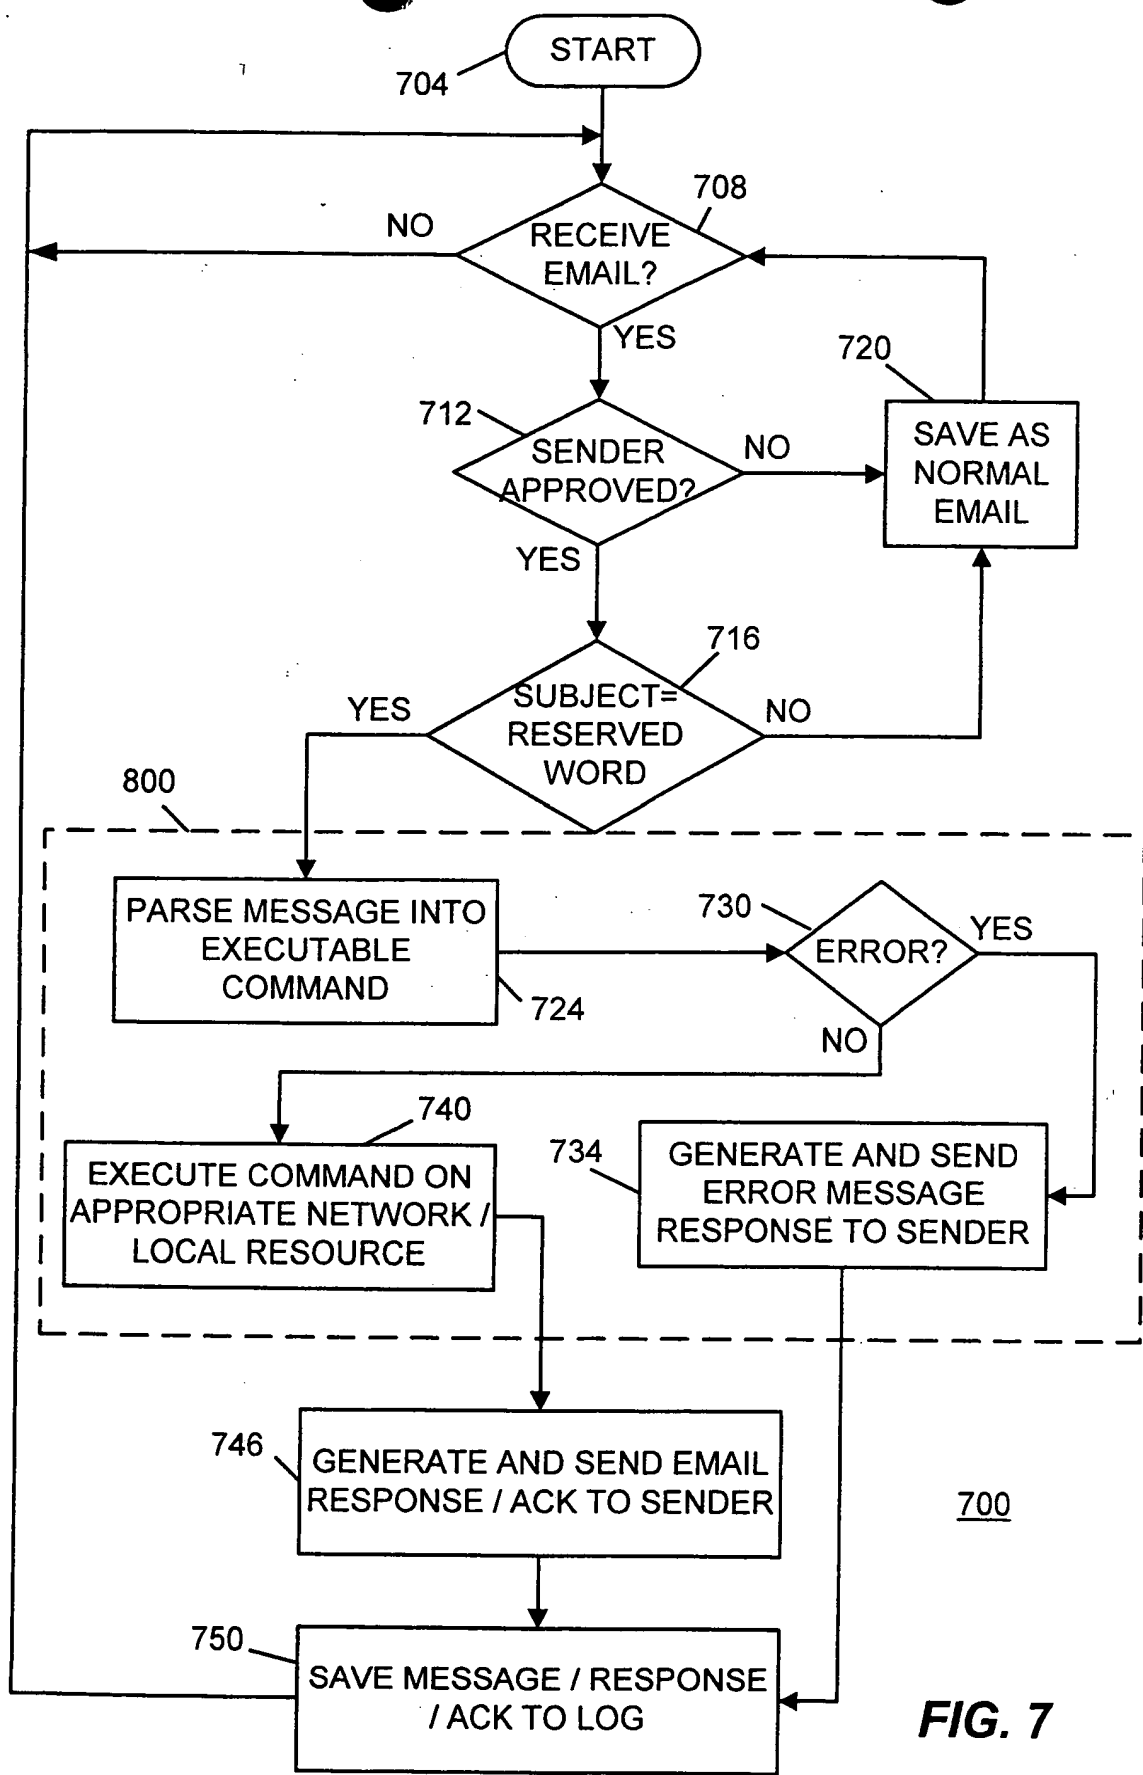 START
704
708
NO
RECEIVE
EMAIL?
YES
720
712
SENDER
APPROVED?
NO
SAVE AS
NORMAL
EMAIL
YES
716
YES
SUBJECT=
RESERVED
WORD
NO
800
PARSE MESSAGE INTO
EXECUTABLE
COMMAND
724
730
ERROR?
YES
NO
740
EXECUTE COMMAND ON
APPROPRIATE NETWORK /
LOCAL RESOURCE
734
GENERATE AND SEND
ERROR MESSAGE
RESPONSE TO SENDER
746
GENERATE AND SEND EMAIL
RESPONSE / ACK TO SENDER
700
750
SAVE MESSAGE / RESPONSE
/ ACK TO LOG
FIG. 7